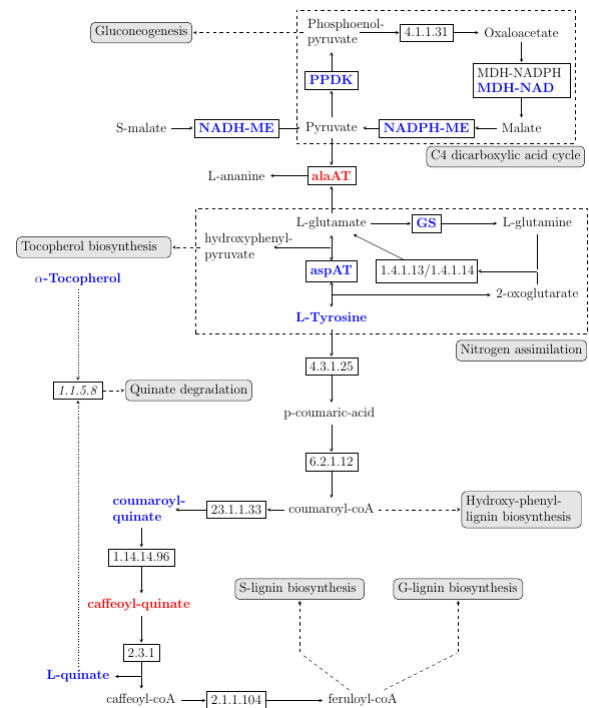 Phosphoenol-
pyruvate
Gluconeogenesis
4.1.1.31
Oxaloacetate
PPDK
MDH-NADPH
MDH-NAD
S-malate
NADH-ME
Pyruvate
NADPH-ME
Malate
C4 dicarboxylic acid cycle
L-ananine
alaAT
L-glutamate
GS
L-glutamine
Tocopherol biosynthesis
hydroxyphenyl-
pyruvate
aspAT
1.4.1.13/1.4.1.14
α-Tocopherol
2-oxoglutarate
L-Tyrosine
Nitrogen assimilation
4.3.1.25
1.1.5.8
Quinate degradation
p-coumaric-acid
6.2.1.12
coumaroyl-
quinate
23.1.1.33
coumaroyl-coA
Hydroxy-phenyl-
lignin biosynthesis
1.14.14.96
S-lignin biosynthesis
G-lignin biosynthesis
caffeoyl-quinate
2.3.1
L-quinate
caffeoyl-coA
2.1.1.104
feruloyl-coA